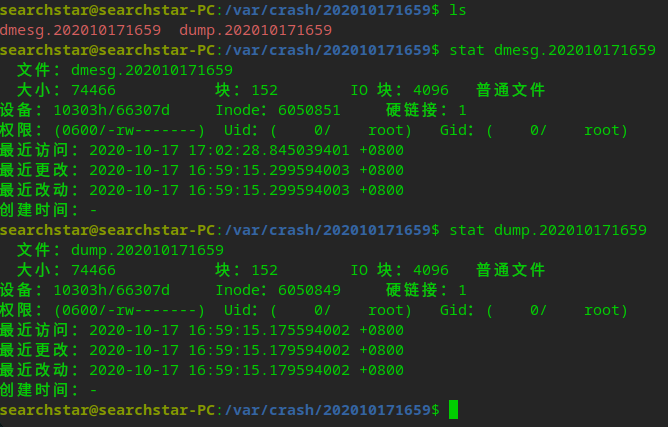 searchstar@searchstar-PC:/var/crash/202010171659$ ls
dmesg.202010171659  dump.202010171659
searchstar@searchstar-PC:/var/crash/202010171659$ stat dmesg.202010171659
  文件：dmesg.202010171659
  大小：74466           块：152        IO 块：4096   普通文件
设备：10303h/66307d     Inode：6050851     硬链接：1
权限：(0600/-rw-------)  Uid：(    0/    root)   Gid：(    0/    root)
最近访问：2020-10-17 17:02:28.845039401 +0800
最近更改：2020-10-17 16:59:15.299594003 +0800
最近改动：2020-10-17 16:59:15.299594003 +0800
创建时间：-
searchstar@searchstar-PC:/var/crash/202010171659$ stat dump.202010171659
  文件：dump.202010171659
  大小：74466           块：152        IO 块：4096   普通文件
设备：10303h/66307d     Inode：6050849     硬链接：1
权限：(0600/-rw-------)  Uid：(    0/    root)   Gid：(    0/    root)
最近访问：2020-10-17 16:59:15.175594002 +0800
最近更改：2020-10-17 16:59:15.179594002 +0800
最近改动：2020-10-17 16:59:15.179594002 +0800
创建时间：-
searchstar@searchstar-PC:/var/crash/202010171659$